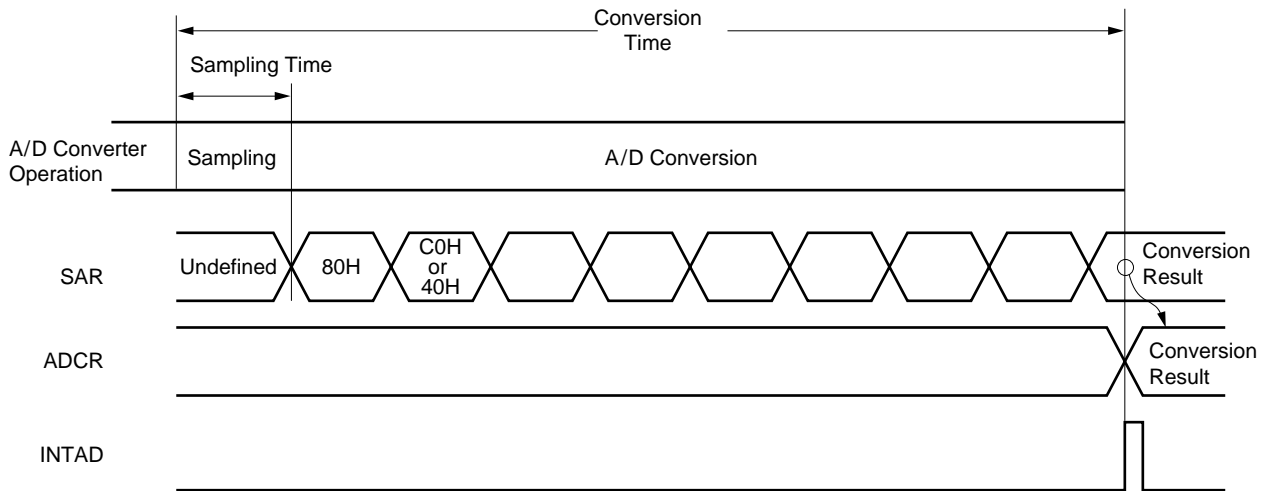 Conversion
Time
Sampling Time
A/D Converter
Operation
Sampling
A/D Conversion
SAR
Undefined
80H
C0H
or
40H
Conversion
Result
ADCR
Conversion
Result
INTAD